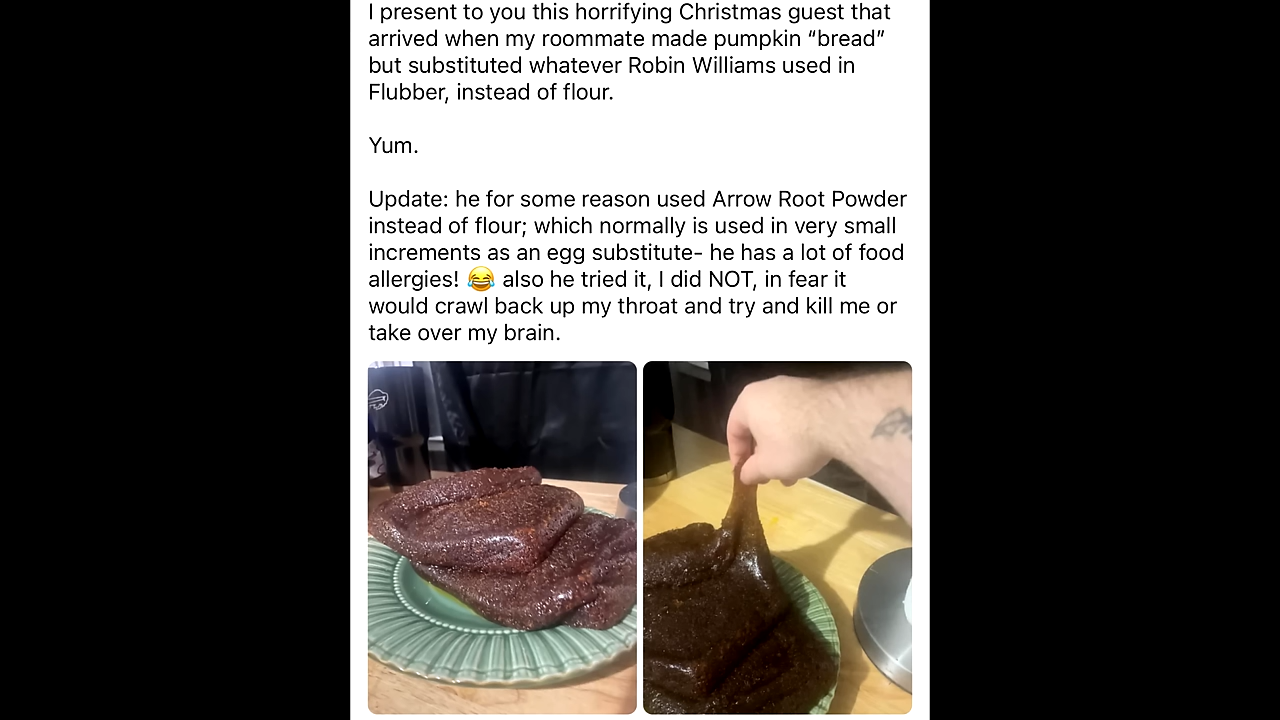 I present to you this horrifying Christmas guest that
arrived when my roommate made pumkin “bread”
but substituted whatever Robin Williams used in
Flubber, instead of flour.
Yum.
Update: he for some reason used Arrow Root Powder
instead of flour; which normally is used in very small
increments as an egg substitute- he has a lot of food
allergies! 😂 also he tried it, I did NOT, in fear it
would crawl back up my throat and try and kill me or
take over my brain.